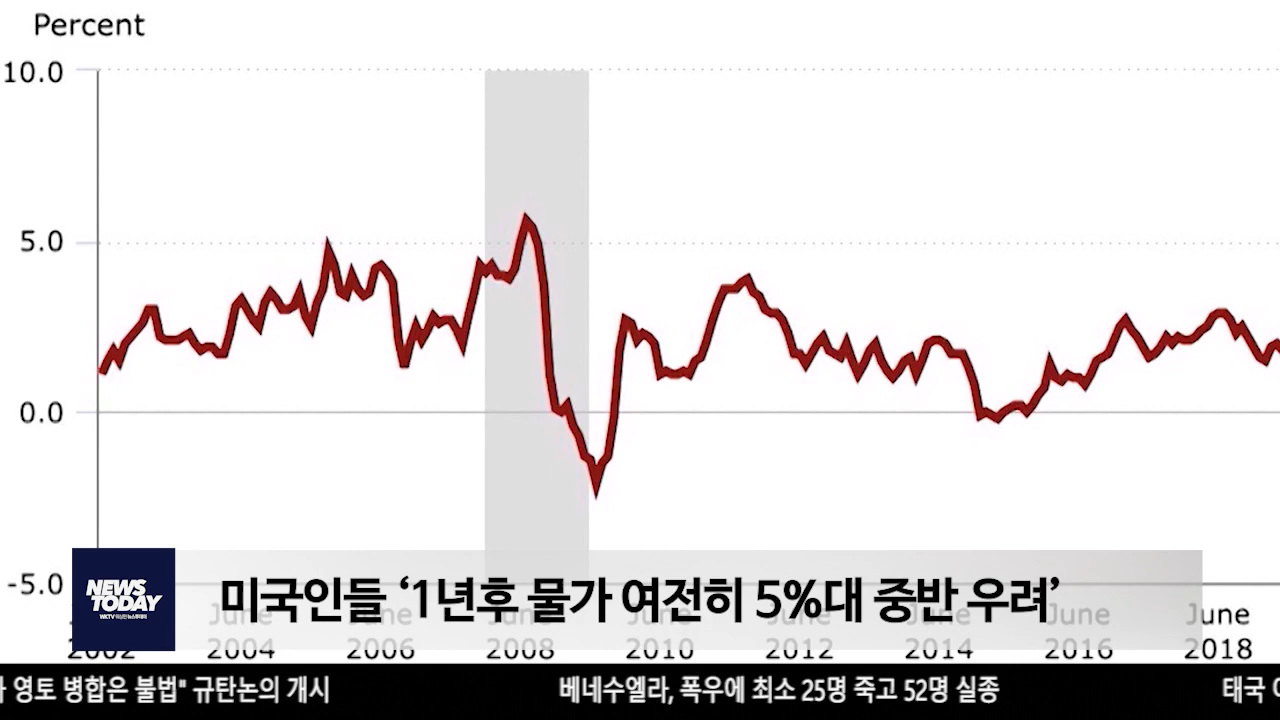 Percent
10.0
5.0
0.0
-5.0
NEWS
TODAY
미국인들 ‘1년후 물가 여전히 5%대 중반 우려’
June June June June June June June June
2002 2004 2006 2008 2010 2012 2014 2016 2018
영토 병합은 불법" 규탄논의 개시
베네수엘라, 폭우에 최소 25명 죽고 52명 실종
태국